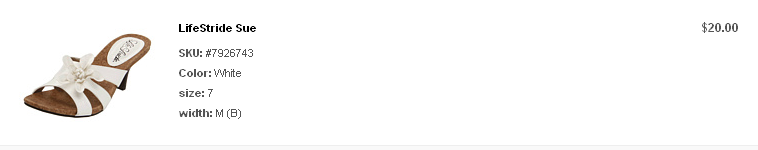 LifeStride Sue
$20.00
SKU: #7926743
Color: White
size: 7
width: M (B)